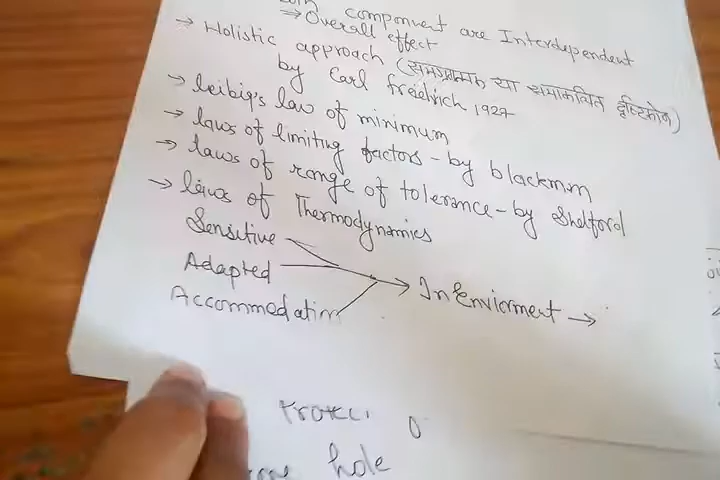 component are Interdependent
⇒ Overall effect
→ Holistic approach (समग्रात्मक या समाकलित दृष्टिकोण)
by Carl Freidrich 1927
→ leibig's law of minimum
→ laws of limiting factors - by blackmm
→ laws of range of tolerance - by Shelford
→ laws of Thermodynamics
Sensitive
Adapted → In Enviorment →
Accommodation
hole